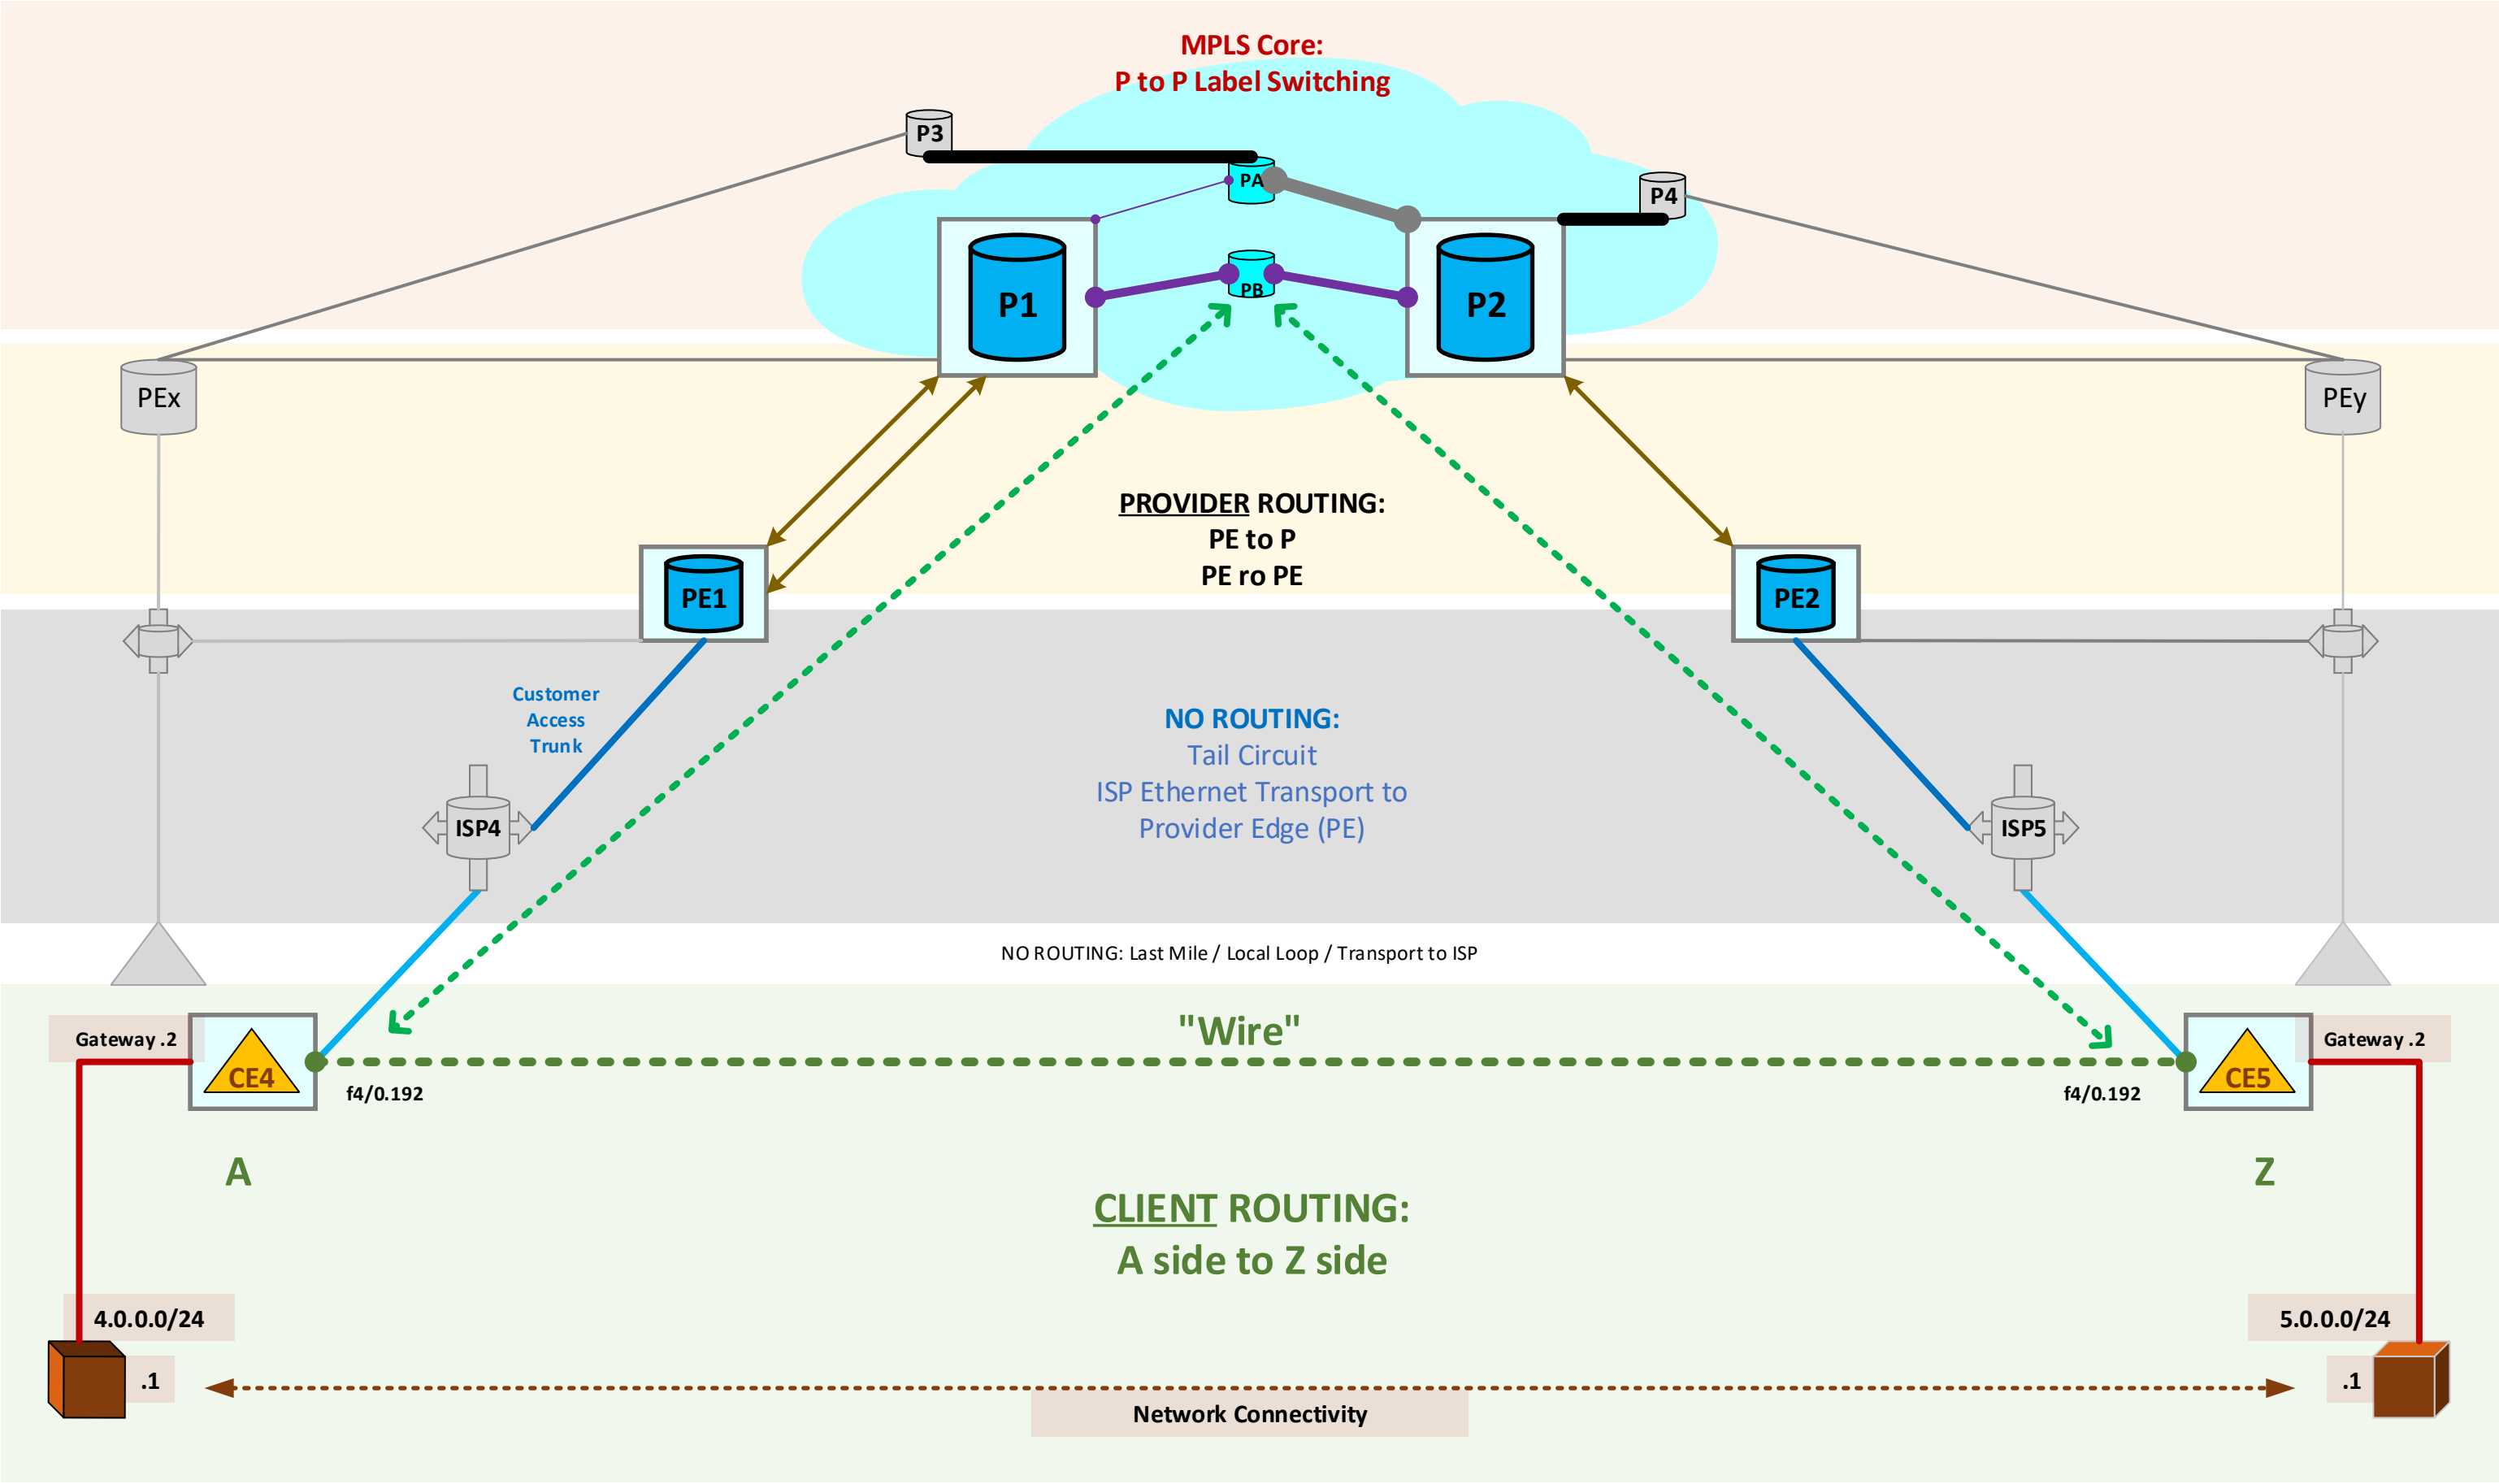 MPLS Core:
P to P Label Switching
P3
PA
P4
P1
PB
P2
PEx
PEy
PROVIDER ROUTING:
PE to P
PE ro PE
PE1
PE2
Customer
Access
Trunk
NO ROUTING:
Tail Circuit
ISP Ethernet Transport to
Provider Edge (PE)
ISP4
ISP5
NO ROUTING: Last Mile / Local Loop / Transport to ISP
"Wire"
Gateway .2
Gateway .2
CE4
CE5
f4/0.192
f4/0.192
A
Z
CLIENT ROUTING:
A side to Z side
4.0.0.0/24
5.0.0.0/24
.1
.1
Network Connectivity